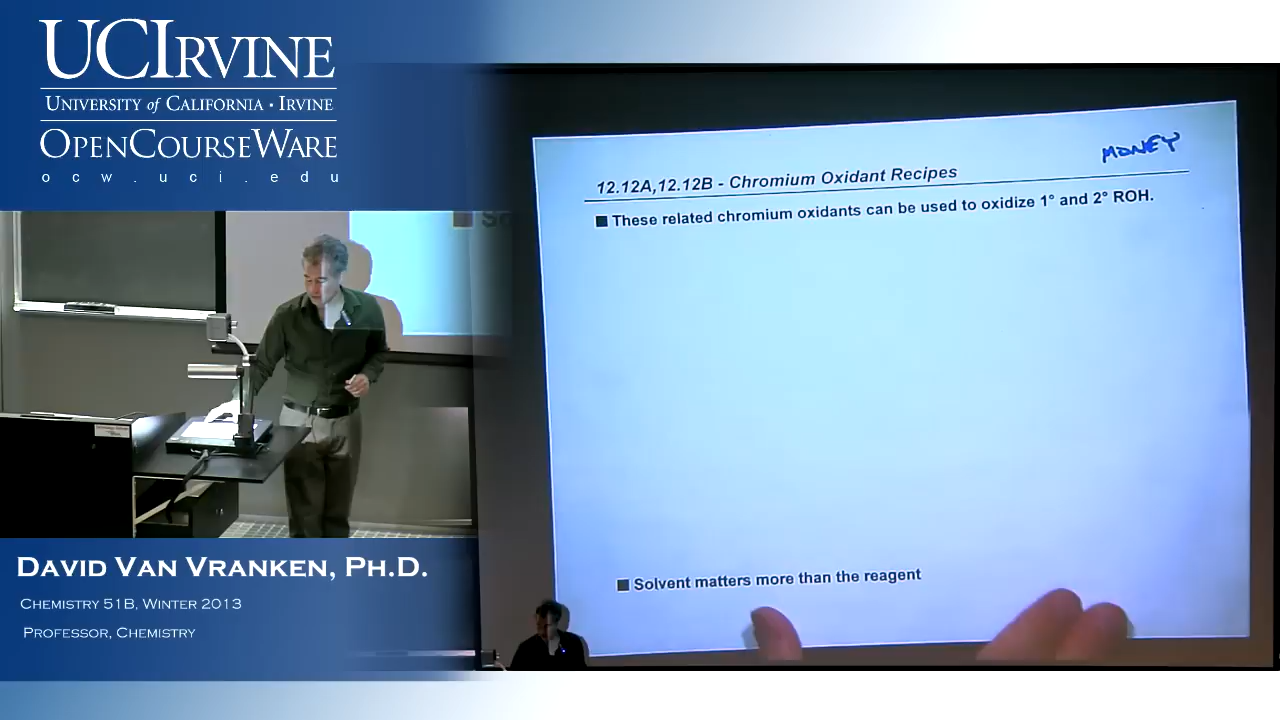 UCIRVINE
UNIVERSITY of CALIFORNIA · IRVINE
OPENCOURSEWARE
ocw.uci.edu
MONEY
12.12A,12.12B - Chromium Oxidant Recipes
■ These related chromium oxidants can be used to oxidize 1° and 2° ROH.
■ Solvent matters more than the reagent
DAVID VAN VRANKEN, PH.D.
CHEMISTRY 51B, WINTER 2013
PROFESSOR, CHEMISTRY